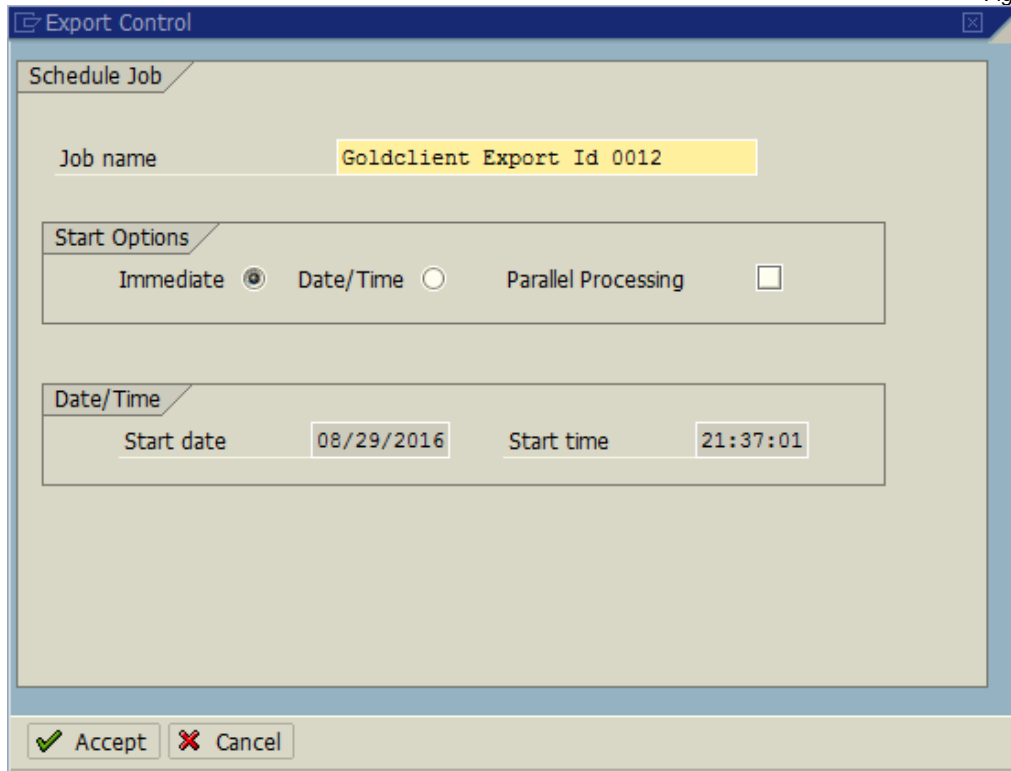 Export Control
Schedule Job
Job name Goldclient Export Id 0012
Start Options
Immediate Date/Time Parallel Processing
Date/Time
Start date 08/29/2016 Start time 21:37:01
Accept Cancel